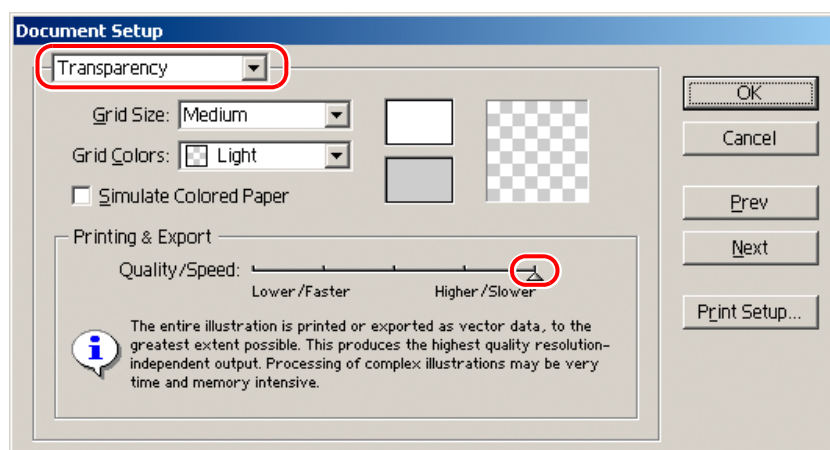 Document Setup
Transparency
Grid Size: Medium
Grid Colors: Light
Simulate Colored Paper
Printing & Export
Quality/Speed:
Lower/Faster Higher/Slower
The entire illustration is printed or exported as vector data, to the
greatest extent possible. This produces the highest quality resolution-
independent output. Processing of complex illustrations may be very
time and memory intensive.
OK
Cancel
Prev
Next
Print Setup...